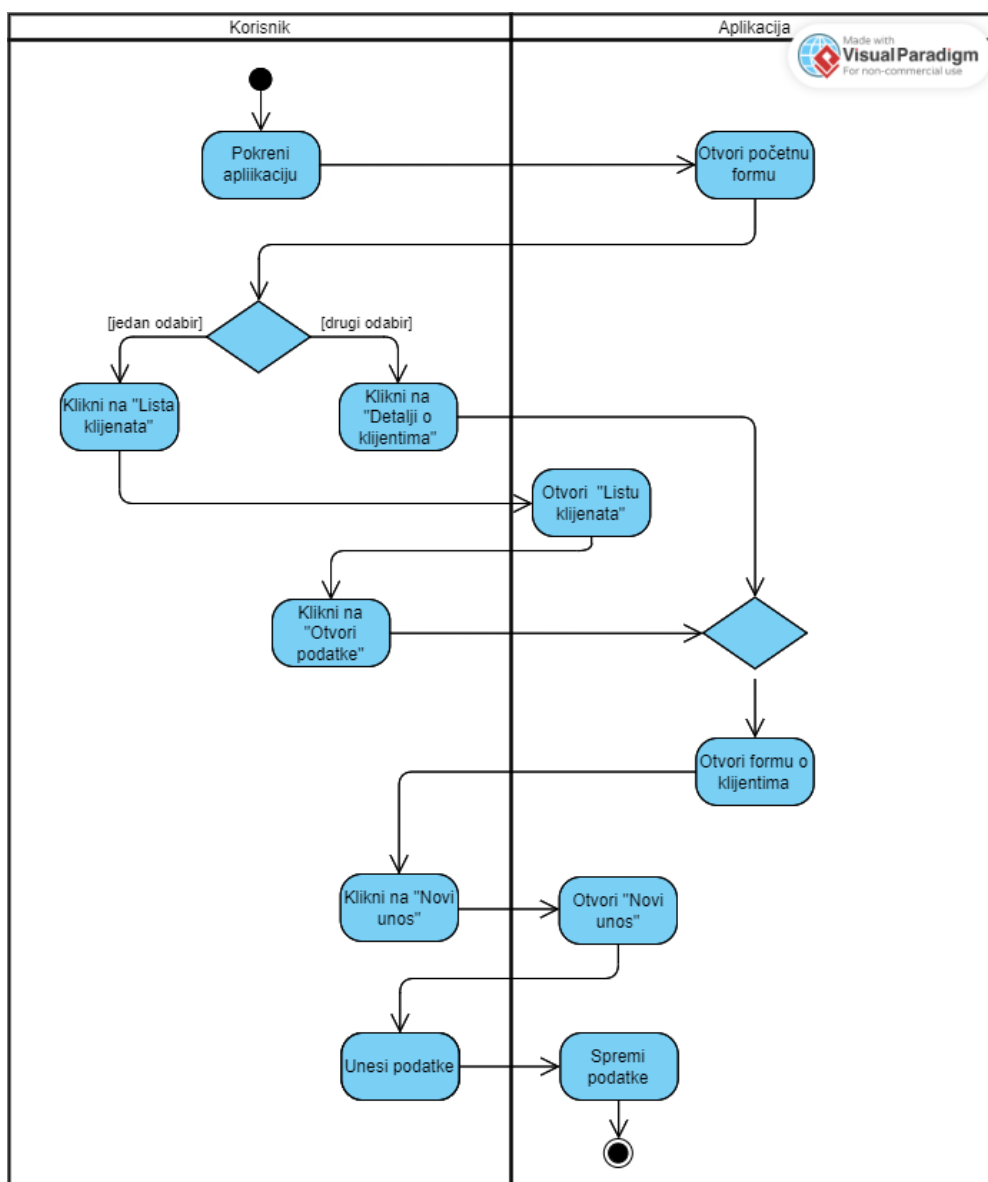 Korisnik
Aplikacija
Made with
Visual Paradigm
For non-commercial use
Pokreni
apliikaciju
Otvori početnu
formu
[jedan odabir]
[drugi odabir]
Klikni na "Lista
klijenata"
Klikni na
"Detalji o
klijentima"
Otvori "Listu
klijenata"
Klikni na
"Otvori
podatke"
Otvori formu o
klijentima
Klikni na "Novi
unos"
Otvori "Novi
unos"
Unesi podatke
Spremi
podatke